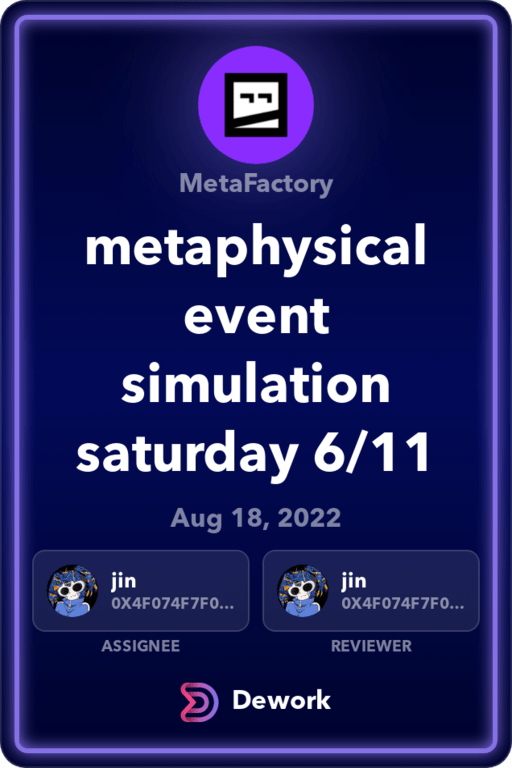 MetaFactory
metaphysical
event
simulation
saturday 6/11
Aug 18, 2022
jin
0X4F074F7F0...
ASSIGNEE
jin
0X4F074F7F0...
REVIEWER
Dework